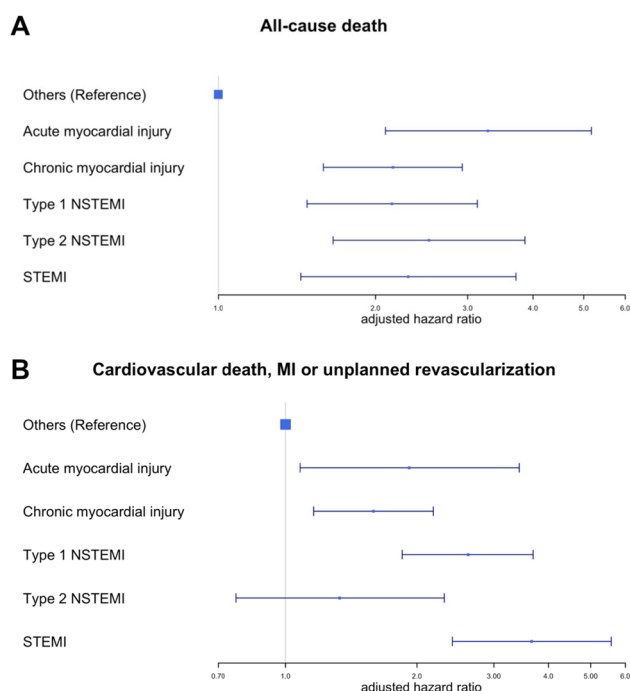 A
All-cause death
Others (Reference)
Acute myocardial injury
Chronic myocardial injury
Type 1 NSTEMI
Type 2 NSTEMI
STEMI
1.0 2.0 3.0 4.0 5.0 6.0
adjusted hazard ratio
B
Cardiovascular death, MI or unplanned revascularization
Others (Reference)
Acute myocardial injury
Chronic myocardial injury
Type 1 NSTEMI
Type 2 NSTEMI
STEMI
0.70 1.0 2.0 3.00 4.0 5.00 6.0
adjusted hazard ratio